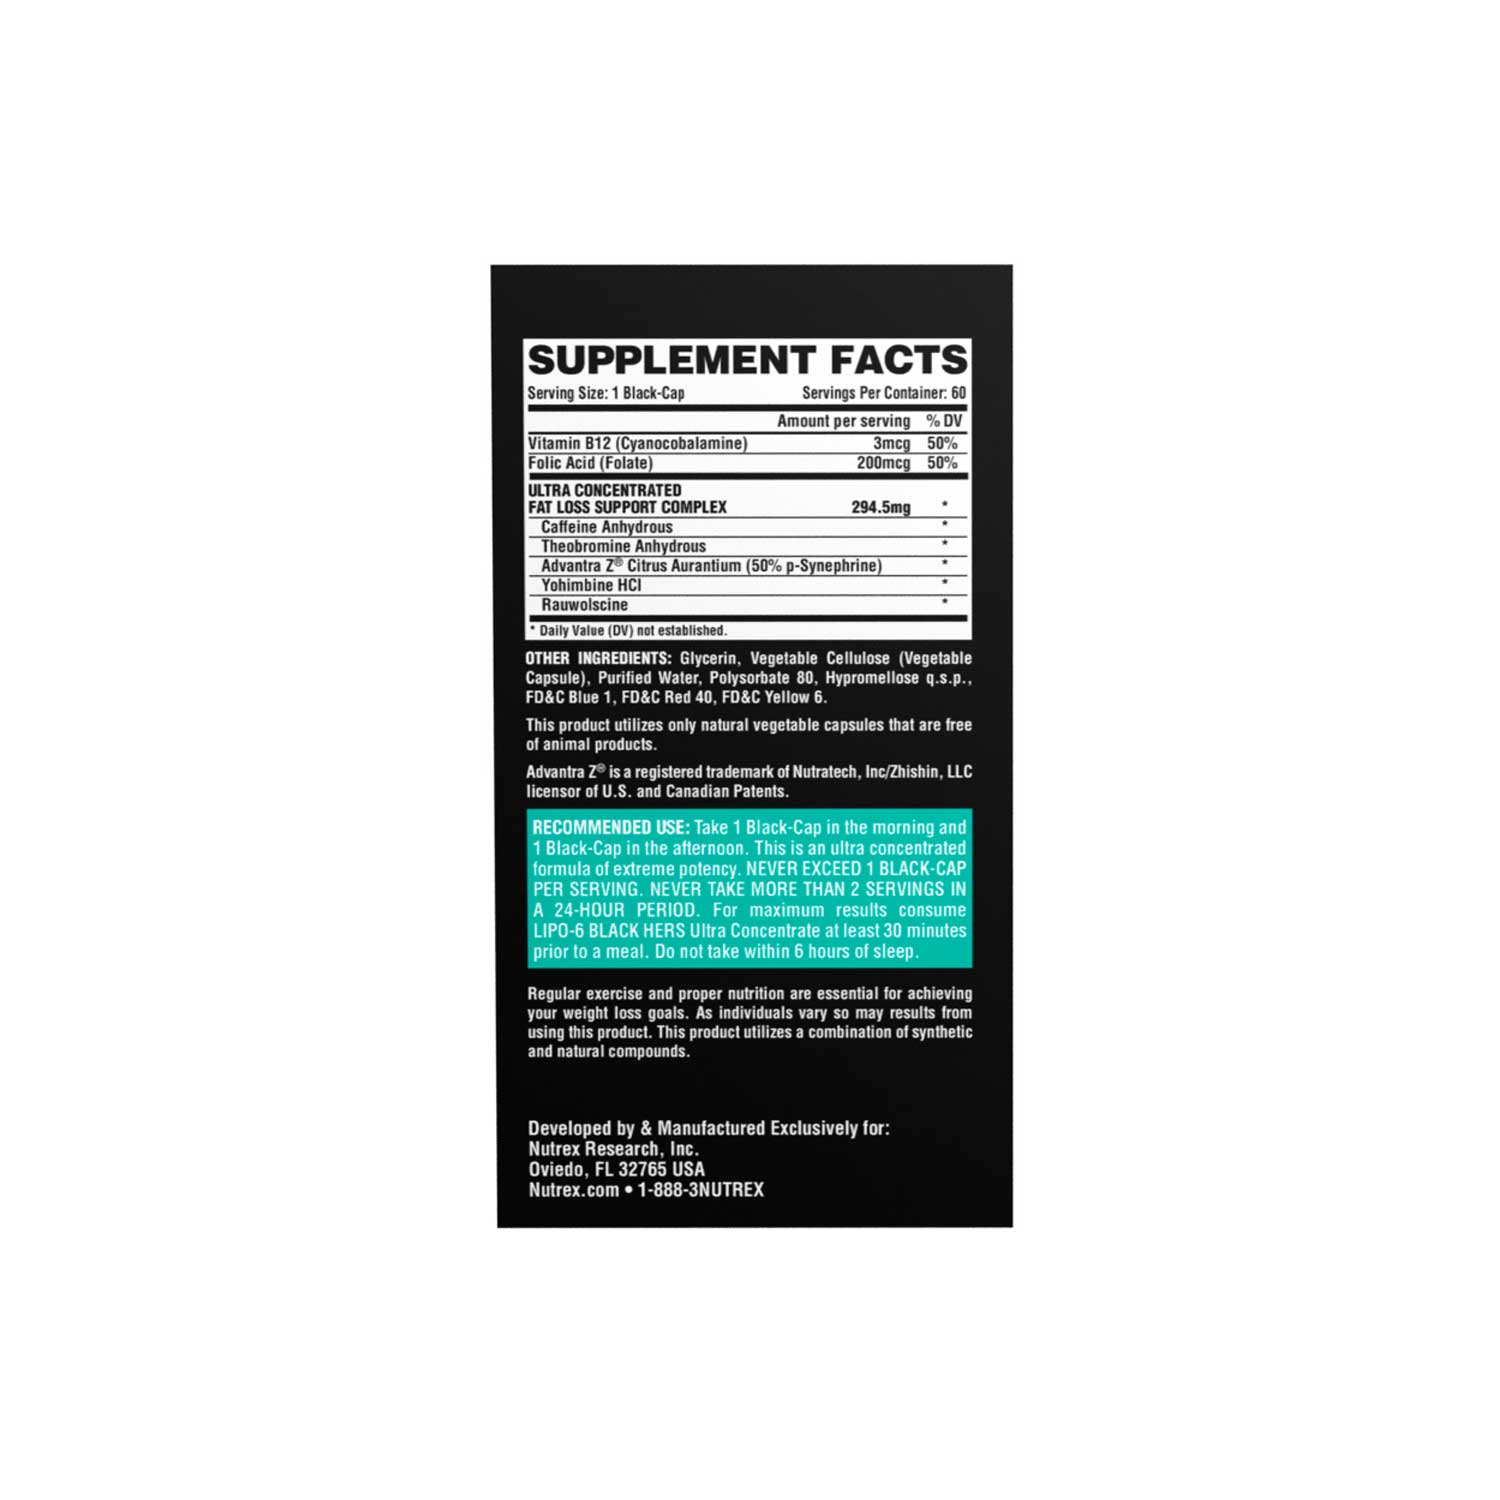 SUPPLEMENT FACTS
Serving Size: 1 Black-Cap Servings Per Container: 60
Amount per serving % DV
Vitamin B12 (Cyanocobalamine) 3mcg 50%
Folic Acid (Folate) 200mcg 50%
ULTRA CONCENTRATED
FAT LOSS SUPPORT COMPLEX 294.5mg *
Caffeine Anhydrous *
Theobromine Anhydrous *
Advantra Z® Citrus Aurantium (50% p-Synephrine) *
Yohimbine HCl *
Rauwolscine *
* Daily Value (DV) not established.
OTHER INGREDIENTS: Glycerin, Vegetable Cellulose (Vegetable
Capsule), Purified Water, Polysorbate 80, Hypromellose q.s.p.,
FD&C Blue 1, FD&C Red 40, FD&C Yellow 6.
This product utilizes only natural vegetable capsules that are free
of animal products.
Advantra Z® is a registered trademark of Nutratech, Inc/Zhishin, LLC
licensor of U.S. and Canadian Patents.
RECOMMENDED USE: Take 1 Black-Cap in the morning and
1 Black-Cap in the afternoon. This is an ultra concentrated
formula of extreme potency. NEVER EXCEED 1 BLACK-CAP
PER SERVING. NEVER TAKE MORE THAN 2 SERVINGS IN
A 24-HOUR PERIOD. For maximum results consume
LIPO-6 BLACK HERS Ultra Concentrate at least 30 minutes
prior to a meal. Do not take within 6 hours of sleep.
Regular exercise and proper nutrition are essential for achieving
your weight loss goals. As individuals vary so may results from
using this product. This product utilizes a combination of synthetic
and natural compounds.
Developed by & Manufactured Exclusively for:
Nutrex Research, Inc.
Oviedo, FL 32765 USA
Nutrex.com • 1-888-3NUTREX